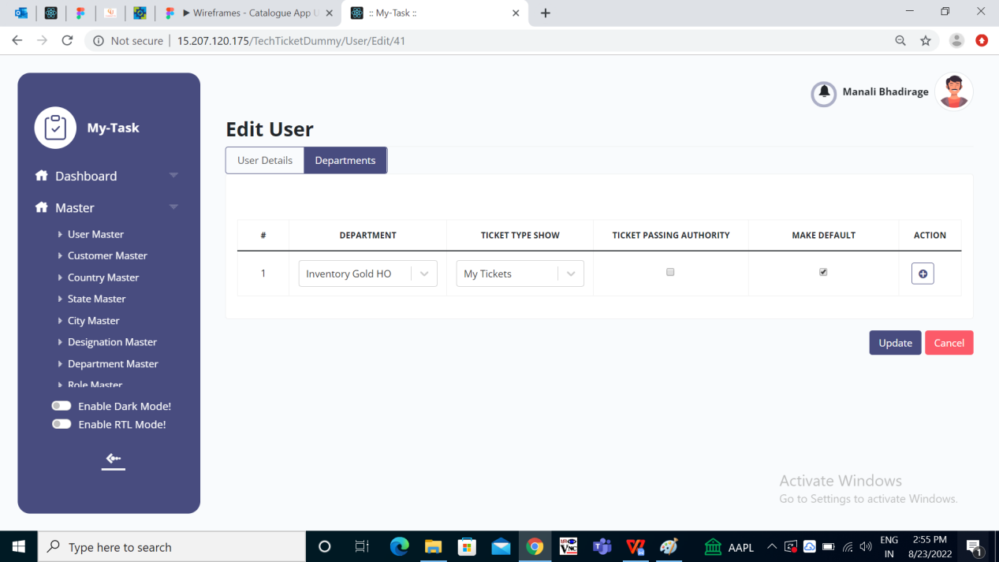 Wireframes - Catalogue App U
:: My-Task ::
Not secure
15.207.120.175/TechTicketDummy/User/Edit/41
My-Task
Dashboard
Master
User Master
Customer Master
Country Master
State Master
City Master
Designation Master
Department Master
Role Master
Enable Dark Mode!
Enable RTL Mode!
Manali Bhadirage
Edit User
User Details
Departments
# DEPARTMENT TICKET TYPE SHOW TICKET PASSING AUTHORITY MAKE DEFAULT ACTION
1 Inventory Gold HO My Tickets
Update Cancel
Activate Windows
Go to Settings to activate Windows.
Type here to search
VNC
AAPL
ENG
IN
2:55 PM
8/23/2022
1